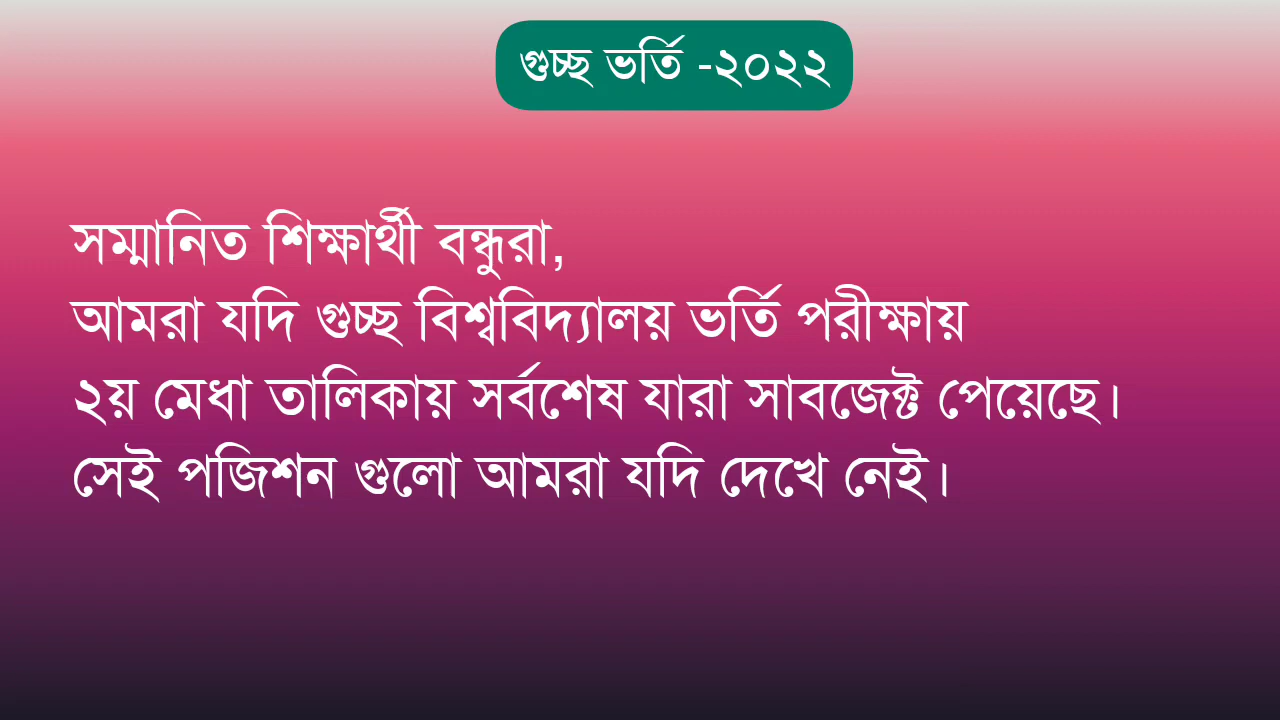 গুচ্ছ ভর্তি -২০২২
সম্মানিত শিক্ষার্থী বন্ধুরা,
আমরা যদি গুচ্ছ বিশ্ববিদ্যালয় ভর্তি পরীক্ষায়
২য় মেধা তালিকায় সর্বশেষ যারা সাবজেক্ট পেয়েছে।
সেই পজিশন গুলো আমরা যদি দেখে নেই।